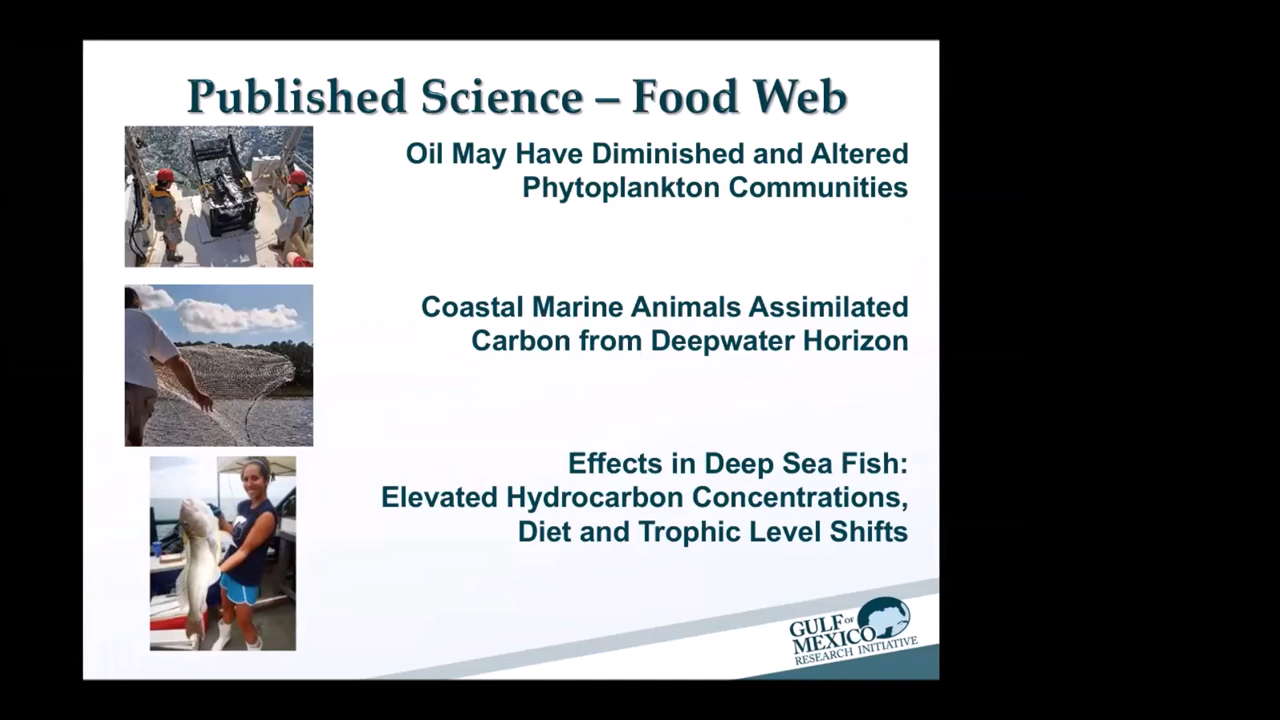 Published Science – Food Web
Oil May Have Diminished and Altered
Phytoplankton Communities
Coastal Marine Animals Assimilated
Carbon from Deepwater Horizon
Effects in Deep Sea Fish:
Elevated Hydrocarbon Concentrations,
Diet and Trophic Level Shifts
GULF OF
MEXICO
RESEARCH INITIATIVE